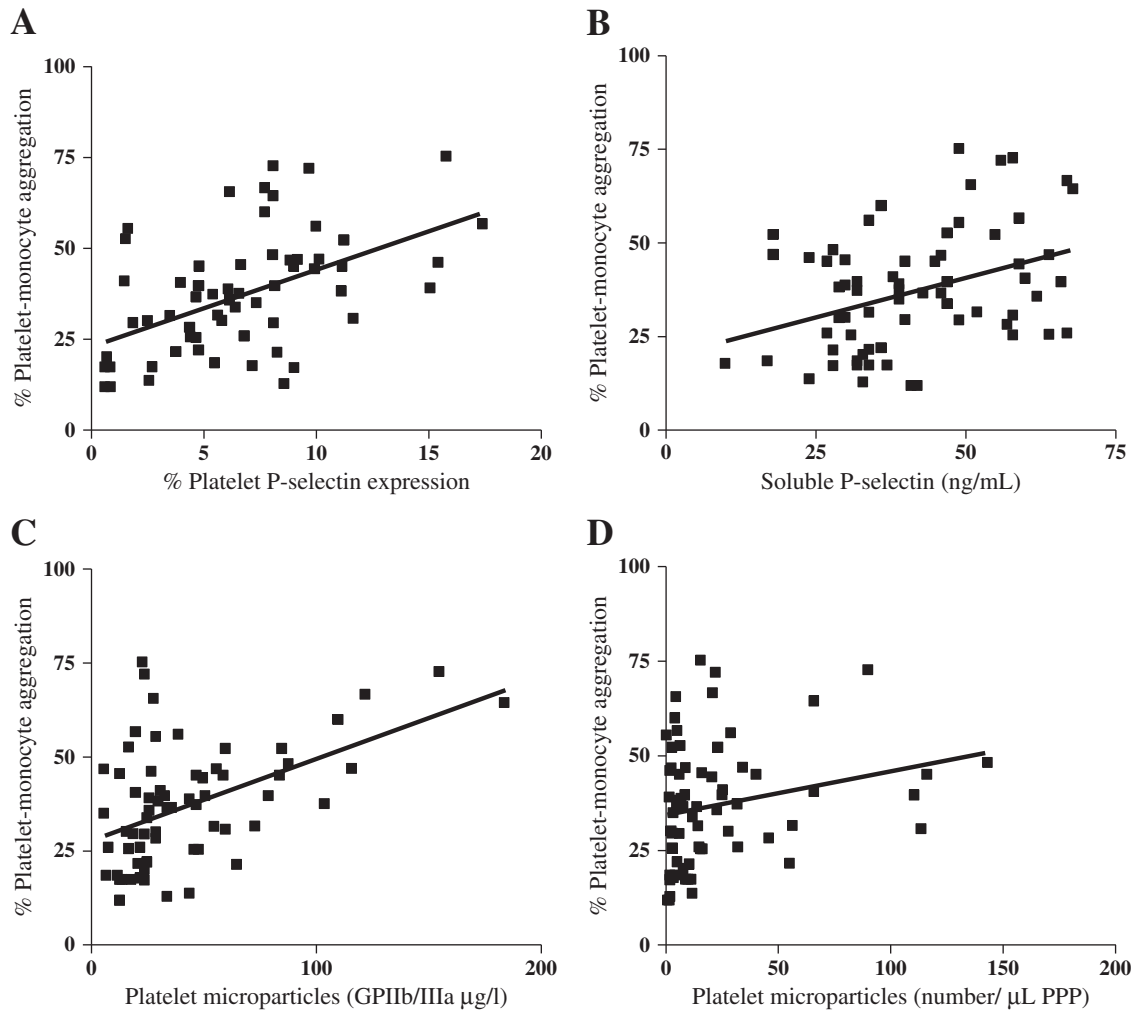 A
% Platelet-monocyte aggregation
100
75
50
25
0
0 5 10 15 20
% Platelet P-selectin expression
B
% Platelet-monocyte aggregation
100
75
50
25
0
0 25 50 75
Soluble P-selectin (ng/mL)
C
% Platelet-monocyte aggregation
100
75
50
25
0
0 100 200
Platelet microparticles (GPIIb/IIIa μg/l)
D
% Platelet-monocyte aggregation
100
75
50
25
0
0 50 100 150 200
Platelet microparticles (number/ μL PPP)